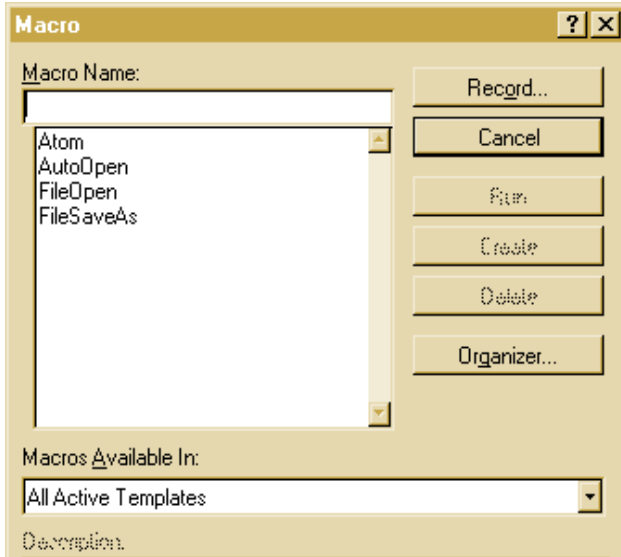 Macro
Macro Name:
Record...
Cancel
Atom
AutoOpen
FileOpen
FileSaveAs
Run
Create
Delete
Organizer...
Macros Available In:
All Active Templates
Description: